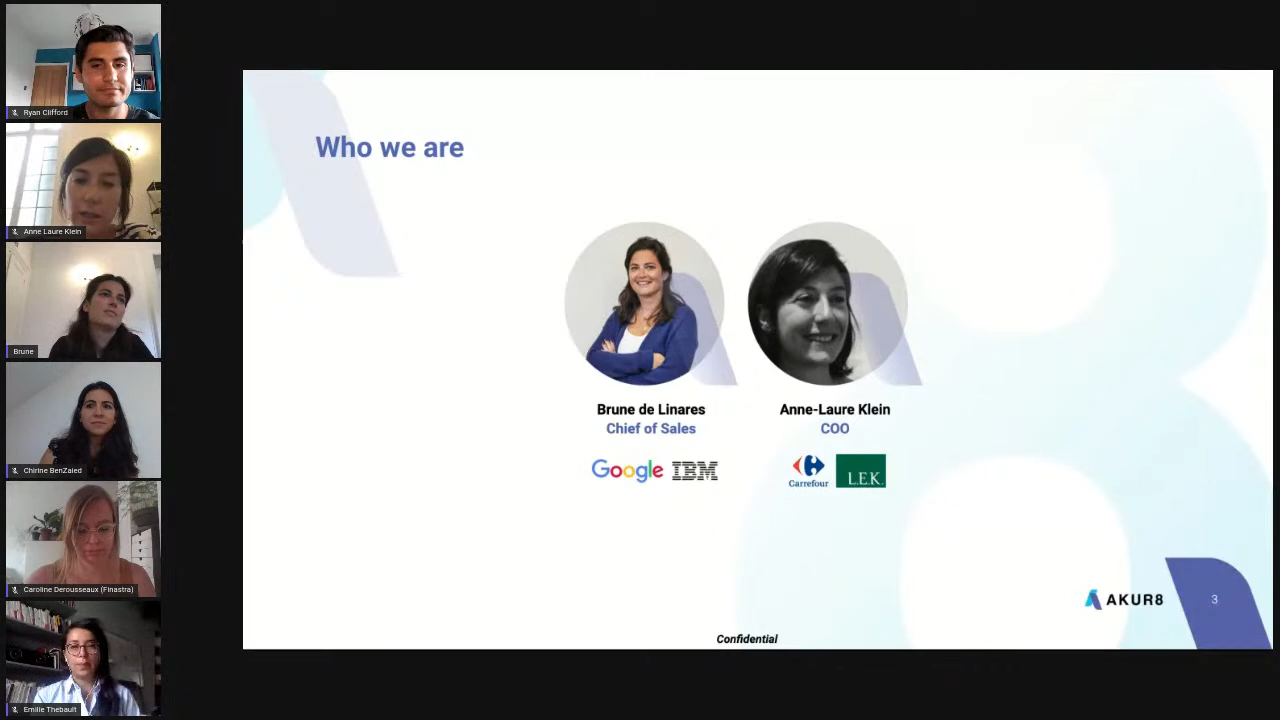 Ryan Clifford
Anne Laure Klein
Brune
Chirine BenZaied
Caroline Derousseaux (Finastra)
Emilie Thebault
Who we are
Brune de Linares
Chief of Sales
Google IBM
Anne-Laure Klein
COO
Carrefour L.E.K.
AKUR8
3
Confidential